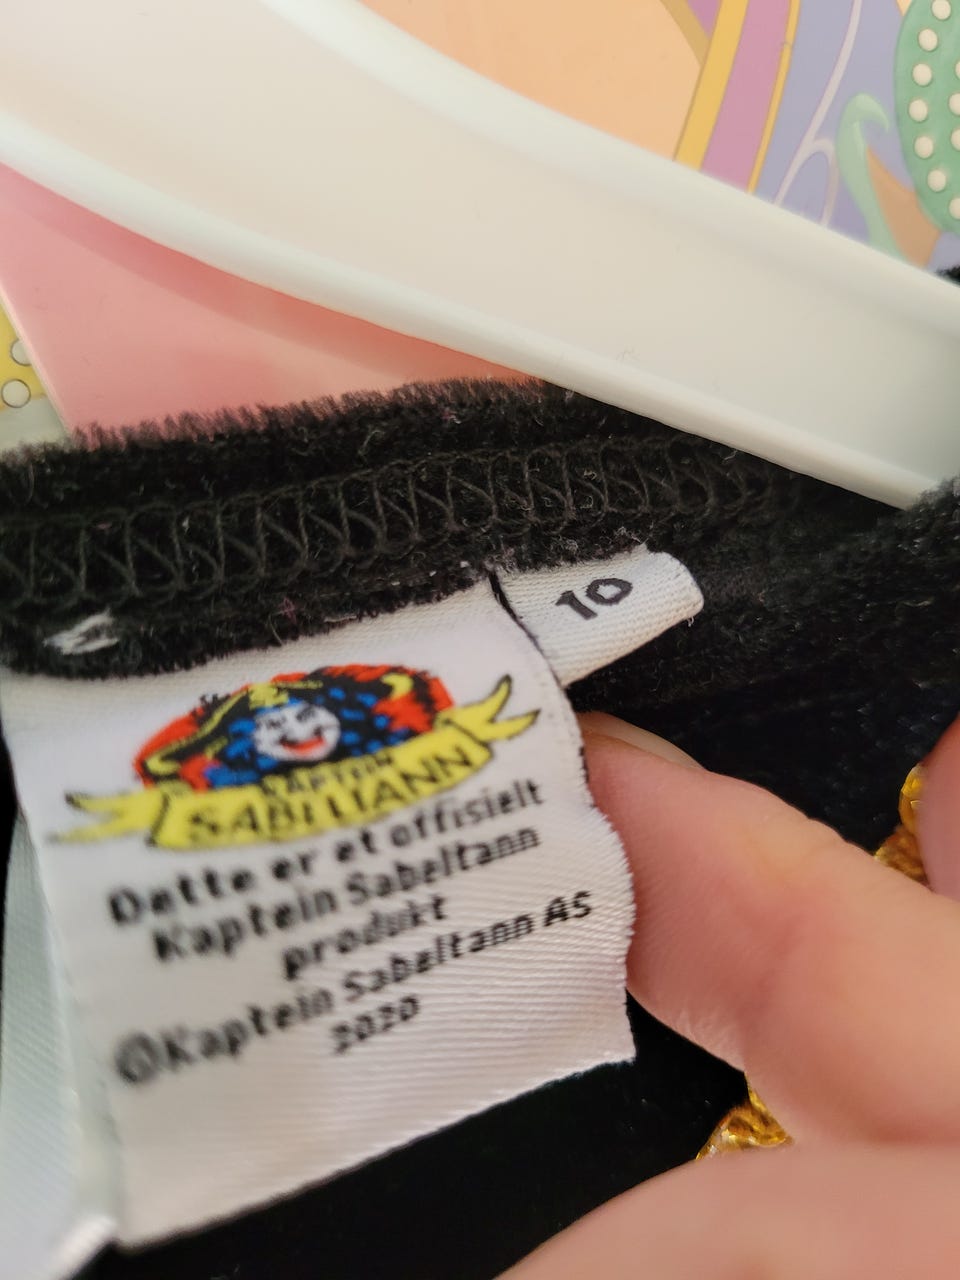 10
KAPTEIN
SABELTANN
Dette er et offisielt
Kaptein Sabeltann
produkt
©Kaptein Sabeltann AS
2020